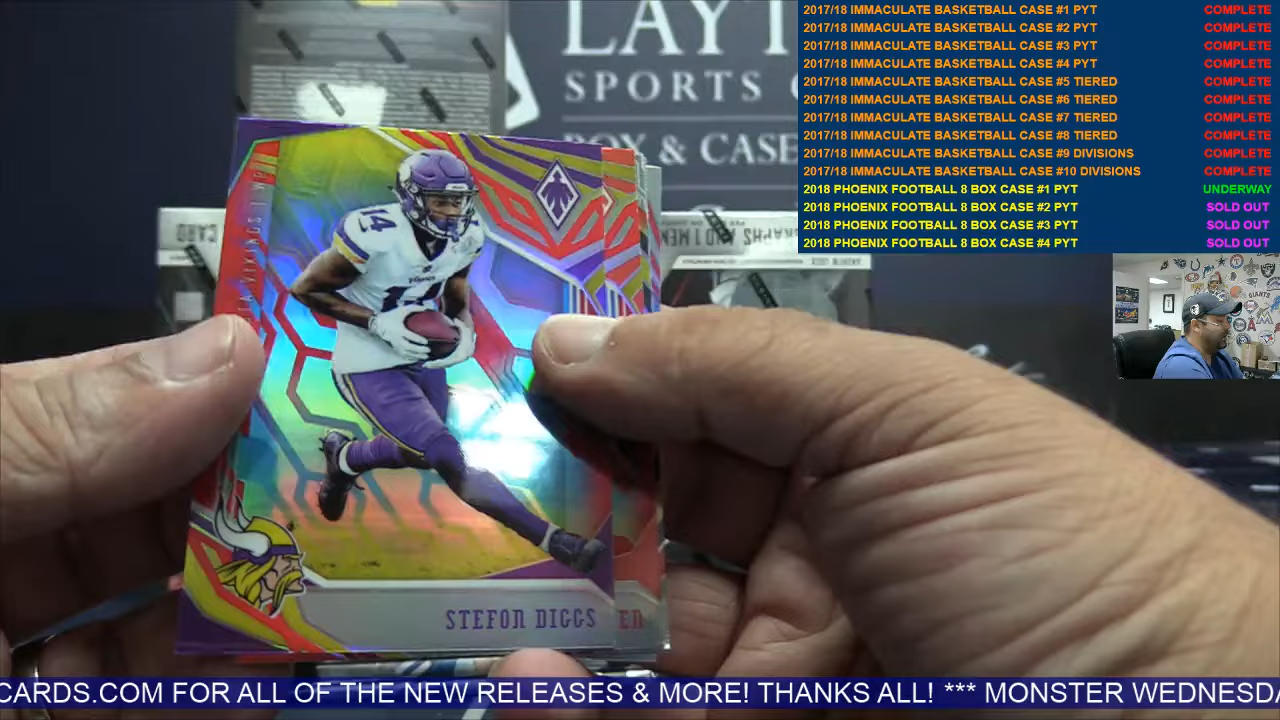 LAYT
SPORTS C
BOX & CASE
2017/18 IMMACULATE BASKETBALL CASE #1 PYT COMPLETE
2017/18 IMMACULATE BASKETBALL CASE #2 PYT COMPLETE
2017/18 IMMACULATE BASKETBALL CASE #3 PYT COMPLETE
2017/18 IMMACULATE BASKETBALL CASE #4 PYT COMPLETE
2017/18 IMMACULATE BASKETBALL CASE #5 TIERED COMPLETE
2017/18 IMMACULATE BASKETBALL CASE #6 TIERED COMPLETE
2017/18 IMMACULATE BASKETBALL CASE #7 TIERED COMPLETE
2017/18 IMMACULATE BASKETBALL CASE #8 TIERED COMPLETE
2017/18 IMMACULATE BASKETBALL CASE #9 DIVISIONS COMPLETE
2017/18 IMMACULATE BASKETBALL CASE #10 DIVISIONS COMPLETE
2018 PHOENIX FOOTBALL 8 BOX CASE #1 PYT UNDERWAY
2018 PHOENIX FOOTBALL 8 BOX CASE #2 PYT SOLD OUT
2018 PHOENIX FOOTBALL 8 BOX CASE #3 PYT SOLD OUT
2018 PHOENIX FOOTBALL 8 BOX CASE #4 PYT SOLD OUT
CARD
VIKINGS | WR
14
14
STEFON DIGGS
EN
CARDS.COM FOR ALL OF THE NEW RELEASES & MORE! THANKS ALL! *** MONSTER WEDNESDA